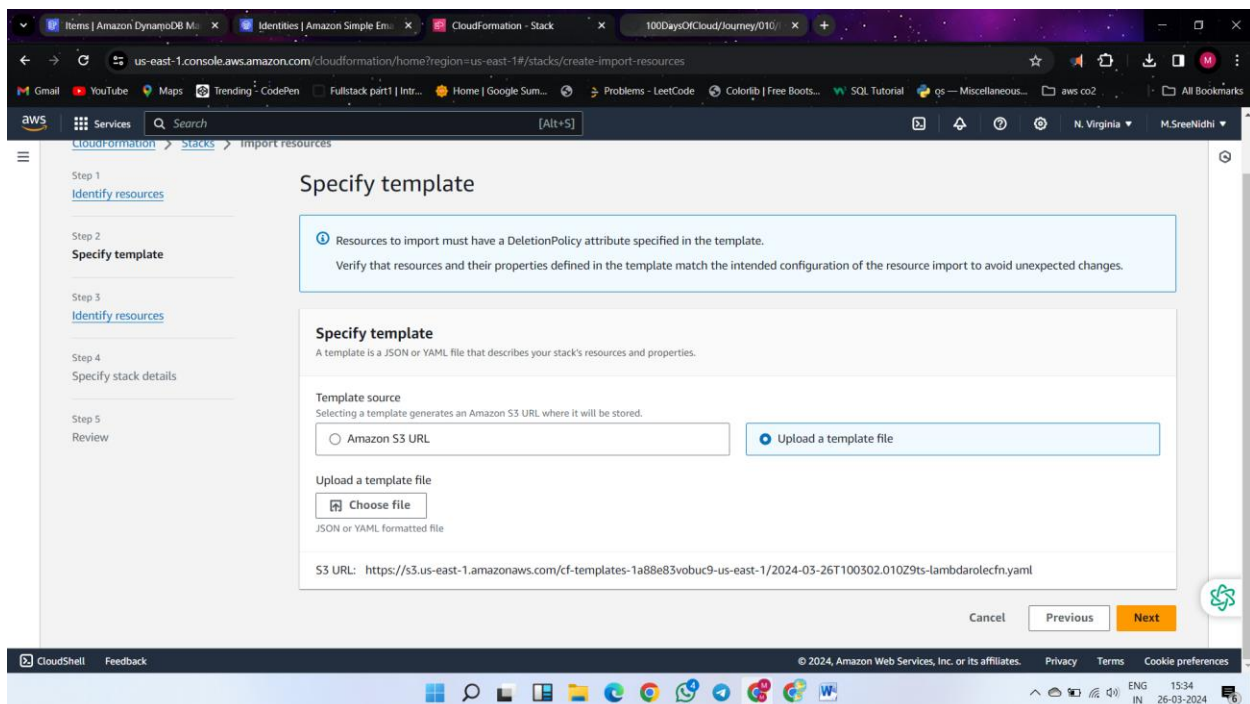 Items | Amazon DynamoDB Ma
Identities | Amazon Simple Ema
CloudFormation - Stack
100DaysOfCloud/Journey/010/
us-east-1.console.aws.amazon.com/cloudformation/home?region=us-east-1#/stacks/create-import-resources
M
Gmail
YouTube
Maps
Trending - CodePen
Fullstack part1 | Intr...
Home | Google Sum...
Problems - LeetCode
Colorlib | Free Boots...
SQL Tutorial
os — Miscellaneous...
aws co2
All Bookmarks
aws
Services
Search
[Alt+S]
N. Virginia
M.SreeNidhi
CloudFormation > Stacks > Import resources
Step 1
Identify resources
Step 2
Specify template
Step 3
Identify resources
Step 4
Specify stack details
Step 5
Review
Specify template
Resources to import must have a DeletionPolicy attribute specified in the template.
Verify that resources and their properties defined in the template match the intended configuration of the resource import to avoid unexpected changes.
Specify template
A template is a JSON or YAML file that describes your stack's resources and properties.
Template source
Selecting a template generates an Amazon S3 URL where it will be stored.
Amazon S3 URL
Upload a template file
Upload a template file
Choose file
JSON or YAML formatted file
S3 URL: https://s3.us-east-1.amazonaws.com/cf-templates-1a88e83vobuc9-us-east-1/2024-03-26T100302.010Z9ts-lambdarolecfn.yaml
Cancel
Previous
Next
CloudShell
Feedback
© 2024, Amazon Web Services, Inc. or its affiliates.
Privacy
Terms
Cookie preferences
ENG
IN
15:34
26-03-2024
6